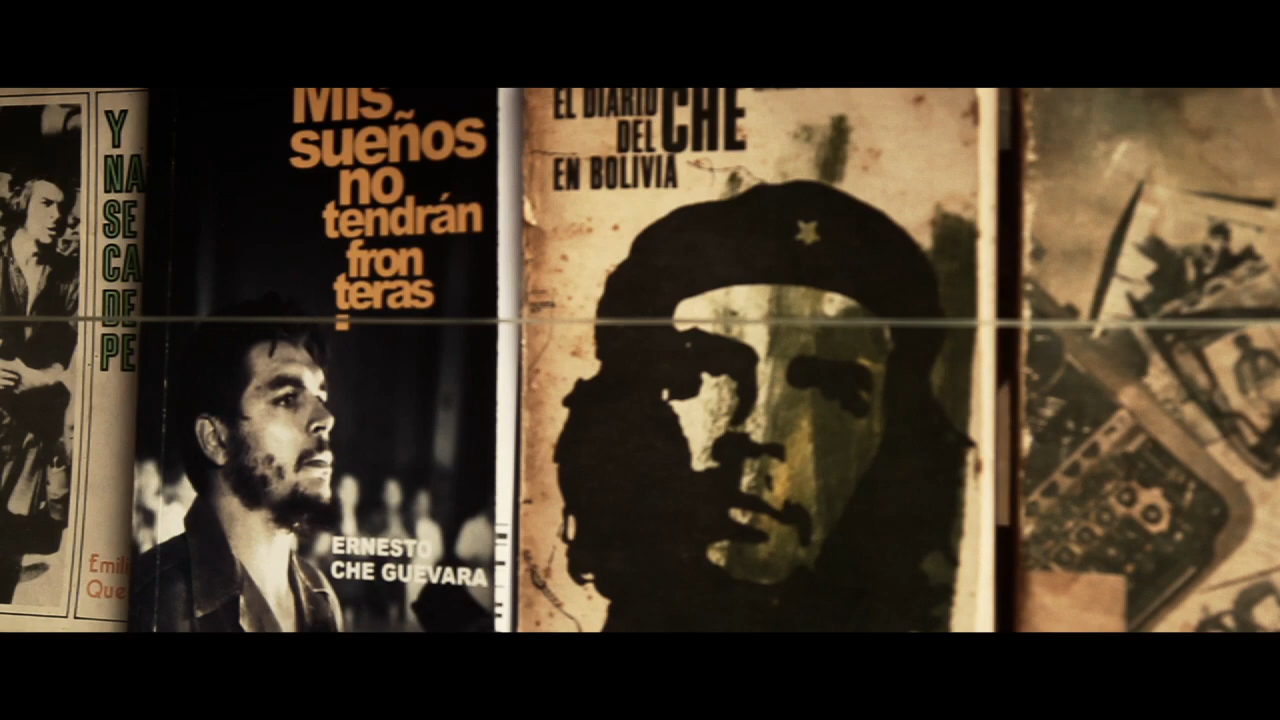 Y
NA
SE
CA
DE
PE
Emili
Que
Mis
sueños
no
tendrán
fron
teras
ERNESTO
CHE GUEVARA
EL DIARIO
DEL CHE
EN BOLIVIA